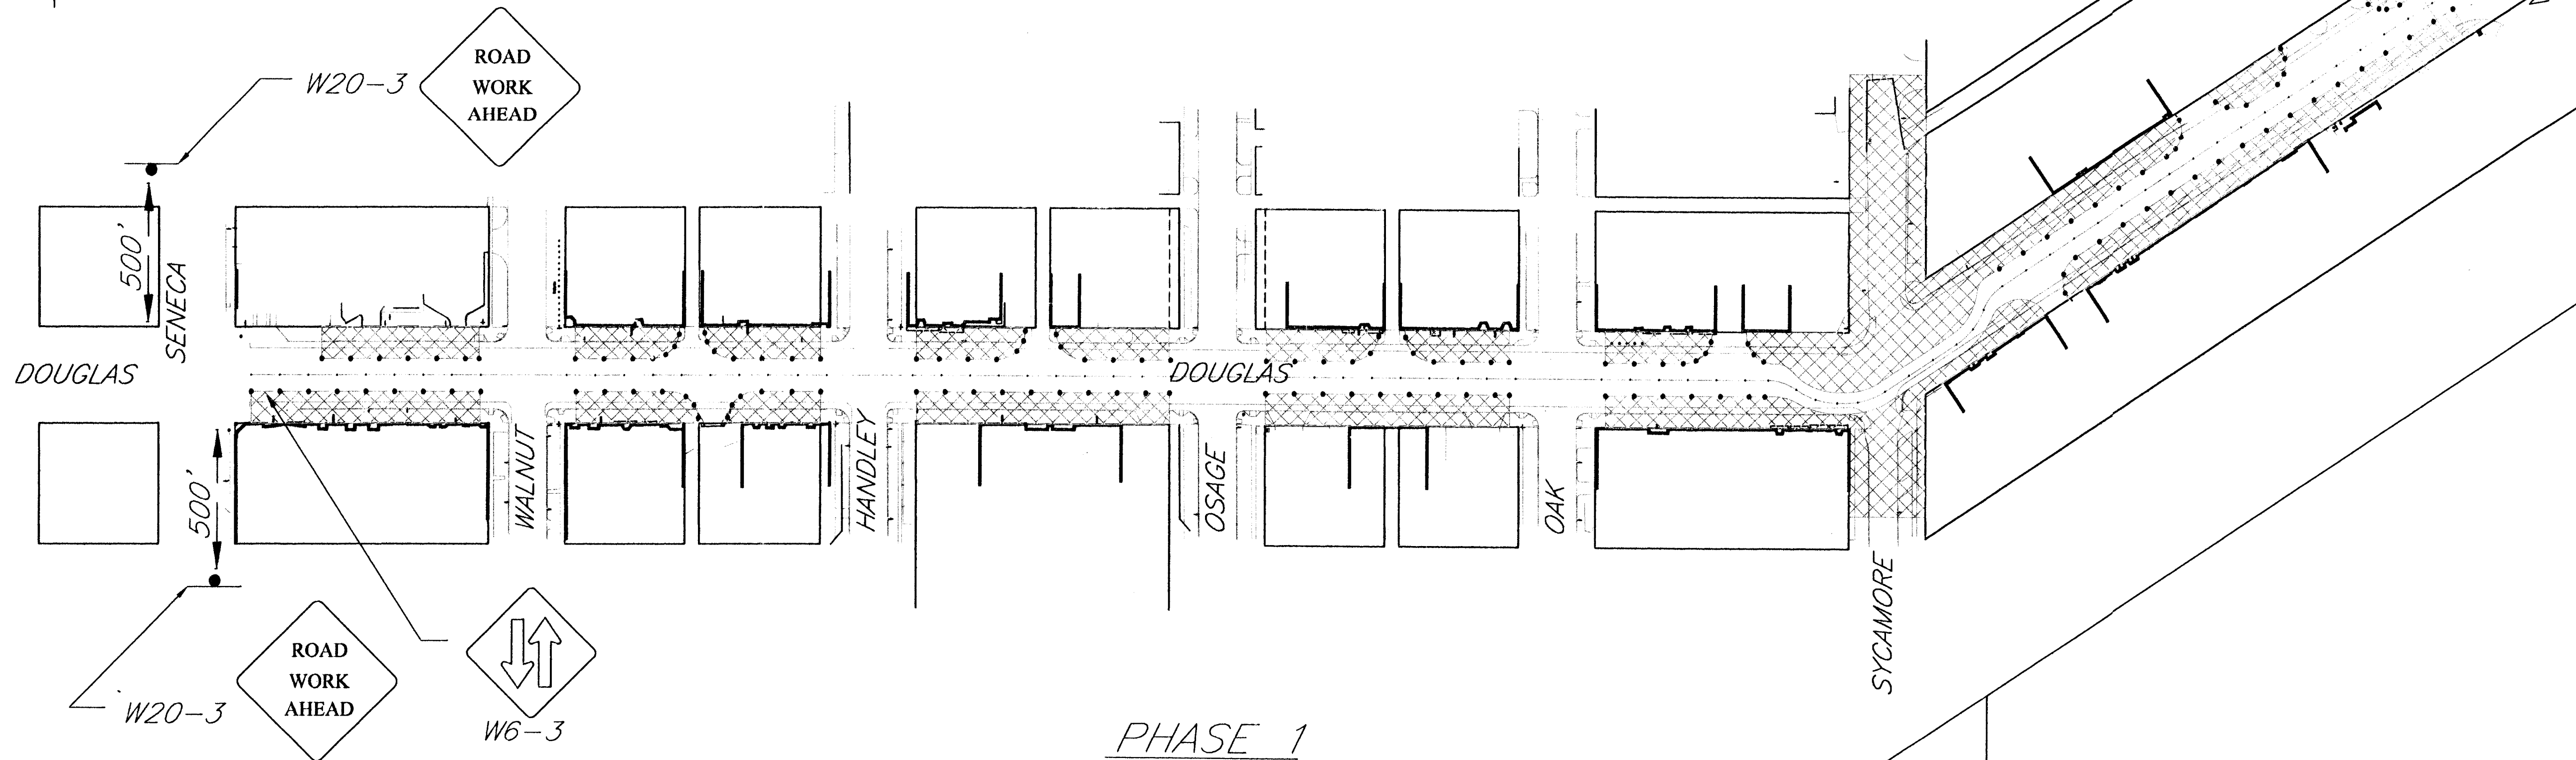 W20-3
ROAD
WORK
AHEAD
500'
SENECA
DOUGLAS
DOUGLAS
500'
WALNUT
HANDLEY
OSAGE
OAK
SYCAMORE
W20-3
ROAD
WORK
AHEAD
W6-3
PHASE 1